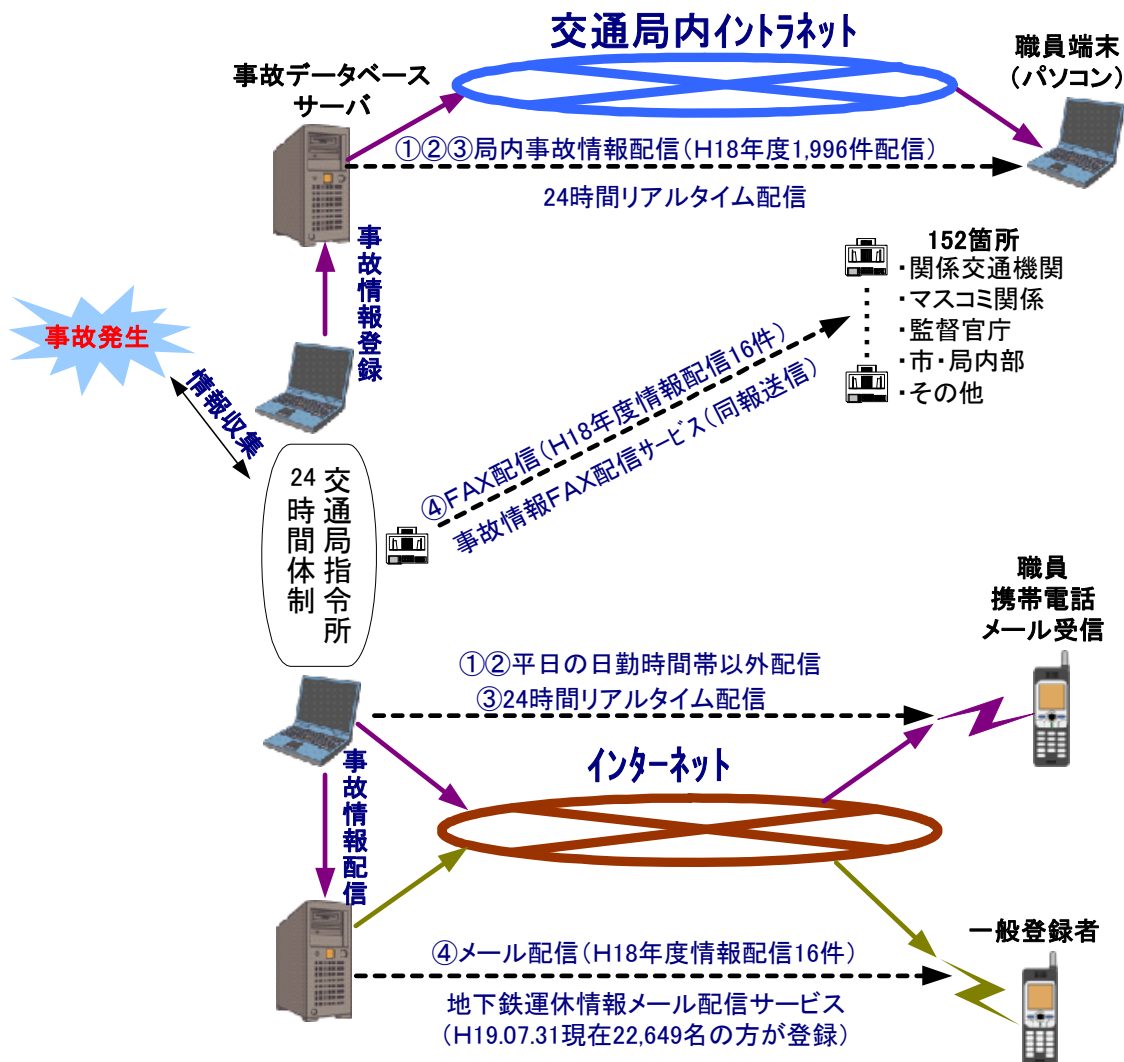 交通局内イントラネット
職員端末
（パソコン）
事故データベース
サーバ
①②③局内事故情報配信（H18年度1,996件配信）
24時間リアルタイム配信
事故情報登録
152箇所
・関係交通機関
・マスコミ関係
・監督官庁
・市・局内部
・その他
事故発生
情報収集
交通局指令所
24時間体制
④FAX配信（H18年度情報配信16件）
事故情報FAX配信サービス（同報送信）
職員
携帯電話
メール受信
①②平日の日勤時間帯以外配信
③24時間リアルタイム配信
インターネット
事故情報配信
一般登録者
④メール配信（H18年度情報配信16件）
地下鉄運休情報メール配信サービス
（H19.07.31現在22,649名の方が登録）